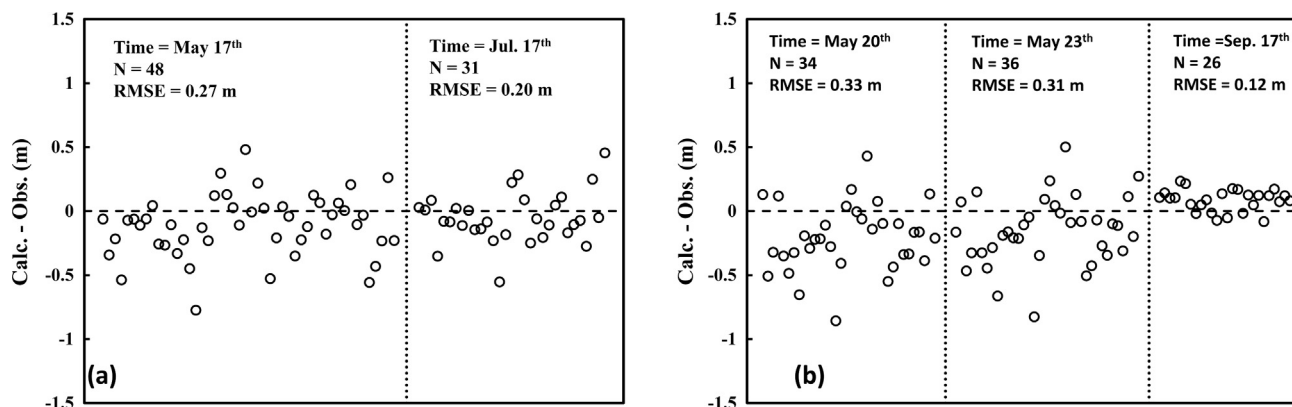 1.5
1
0.5
0
-0.5
-1
-1.5
Calc. - Obs. (m)
Time = May 17th
N = 48
RMSE = 0.27 m
Time = Jul. 17th
N = 31
RMSE = 0.20 m
(a)
1.5
1
0.5
0
-0.5
-1
-1.5
Calc. - Obs. (m)
Time = May 20th
N = 34
RMSE = 0.33 m
Time = May 23th
N = 36
RMSE = 0.31 m
Time =Sep. 17th
N = 26
RMSE = 0.12 m
(b)